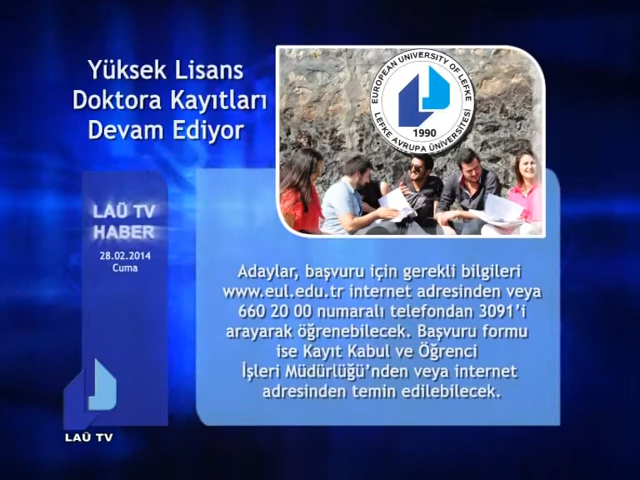 Yüksek Lisans
Doktora Kayıtları
Devam Ediyor
EUROPEAN UNIVERSITY OF LEFKE
LEFKE AVRUPA ÜNİVERSİTESİ
1990
LAÜ TV
HABER
28.02.2014
Cuma
Adaylar, başvuru için gerekli bilgileri
www.eul.edu.tr internet adresinden veya
660 20 00 numaralı telefondan 3091'i
arayarak öğrenebilecek. Başvuru formu
ise Kayıt Kabul ve Öğrenci
İşleri Müdürlüğü'nden veya internet
adresinden temin edilebilecek.
LAÜ TV